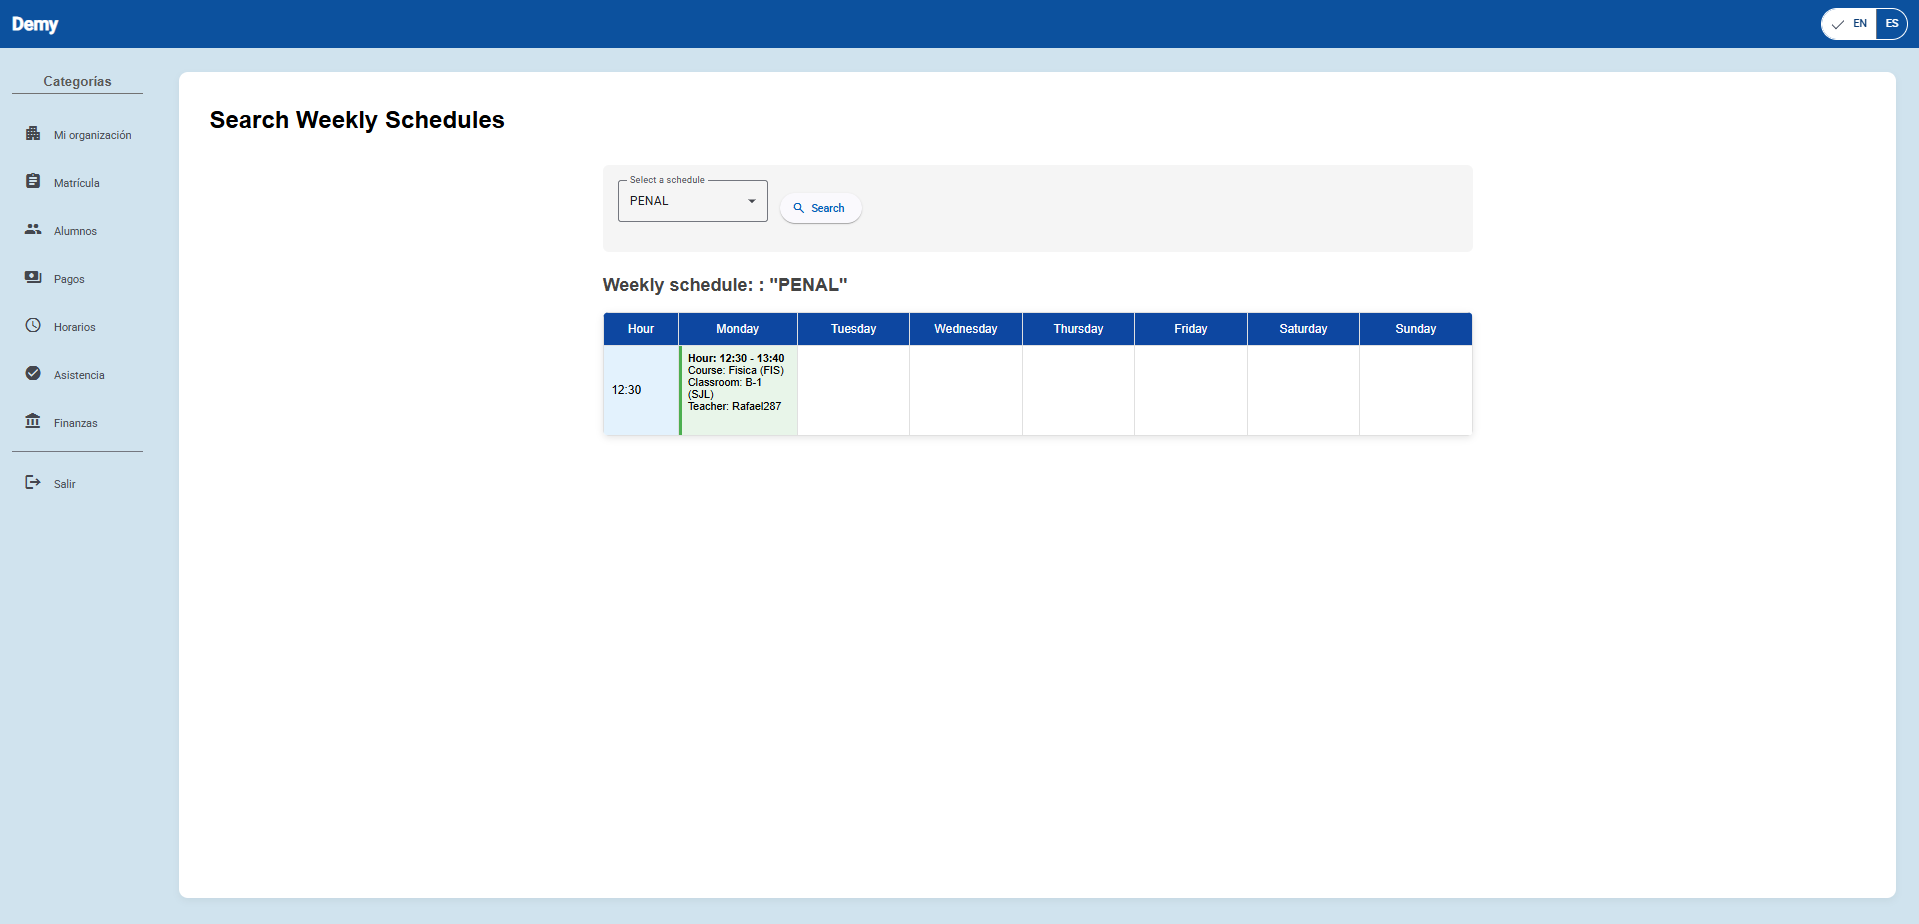 Demy
EN
ES
Categorías
Mi organización
Matrícula
Alumnos
Pagos
Horarios
Asistencia
Finanzas
Salir
Search Weekly Schedules
Select a schedule
PENAL
Search
Weekly schedule: : "PENAL"
Hour Monday Tuesday Wednesday Thursday Friday Saturday Sunday
12:30
Hour: 12:30 - 13:40
Course: Fisica (FIS)
Classroom: B-1
(SJL)
Teacher: Rafael287